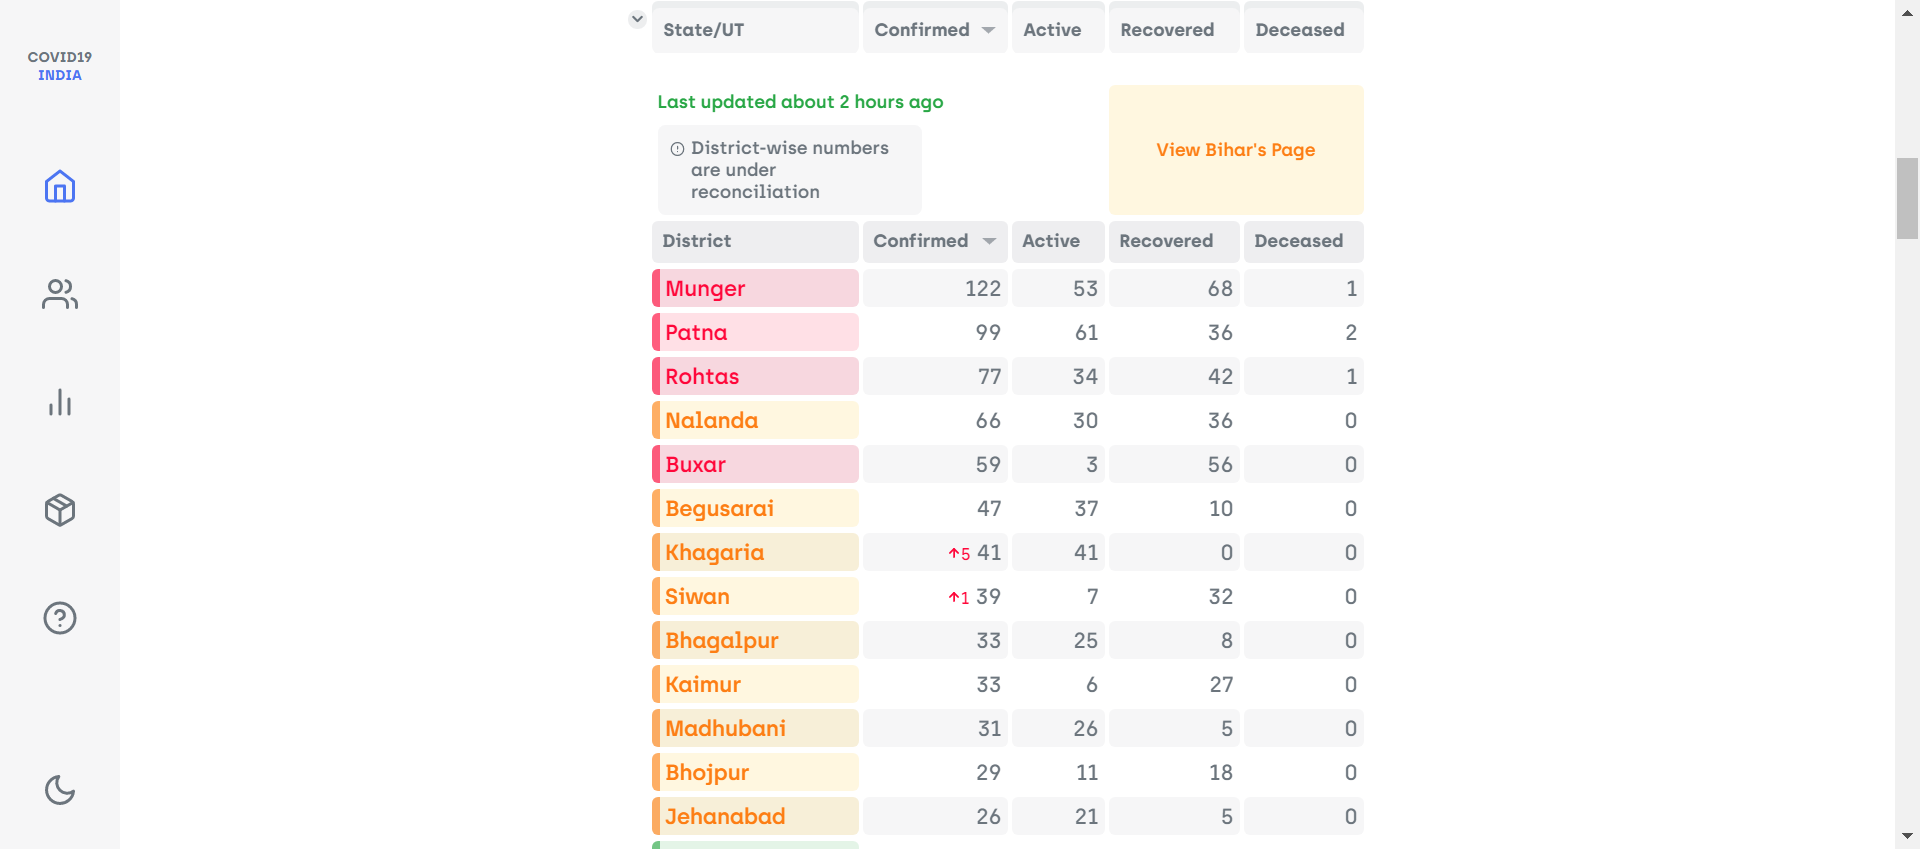 COVID19
INDIA
State/UT Confirmed Active Recovered Deceased
Last updated about 2 hours ago
District-wise numbers
are under
reconciliation
View Bihar's Page
District Confirmed Active Recovered Deceased
Munger 122 53 68 1
Patna 99 61 36 2
Rohtas 77 34 42 1
Nalanda 66 30 36 0
Buxar 59 3 56 0
Begusarai 47 37 10 0
Khagaria ↑5 41 41 0 0
Siwan ↑1 39 7 32 0
Bhagalpur 33 25 8 0
Kaimur 33 6 27 0
Madhubani 31 26 5 0
Bhojpur 29 11 18 0
Jehanabad 26 21 5 0